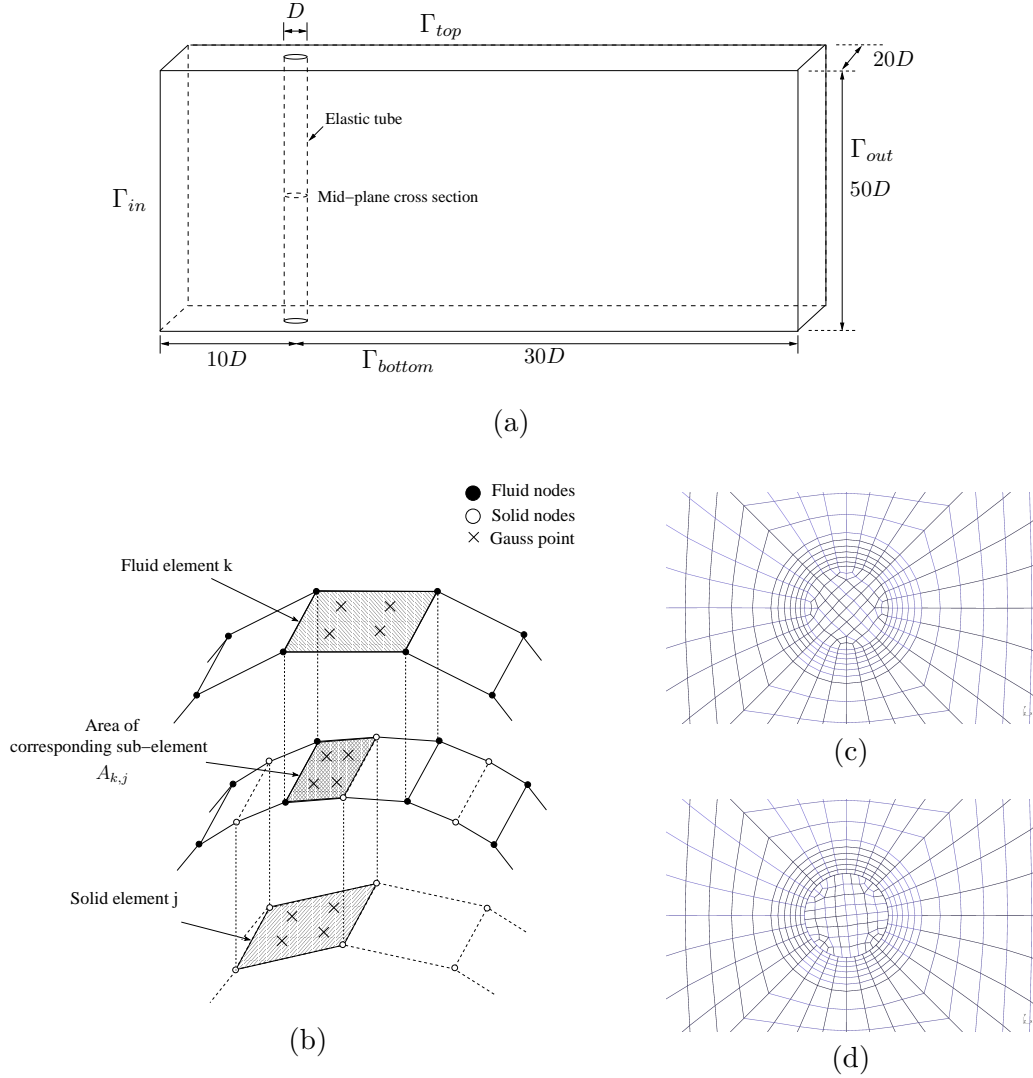 D
Γtop
20D
Elastic tube
Γout
50D
Γin
Mid−plane cross section
10D
Γbottom
30D
(a)
Fluid nodes
Solid nodes
Gauss point
Fluid element k
Area of
corresponding sub−element
Ak,j
Solid element j
(b)
(c)
(d)